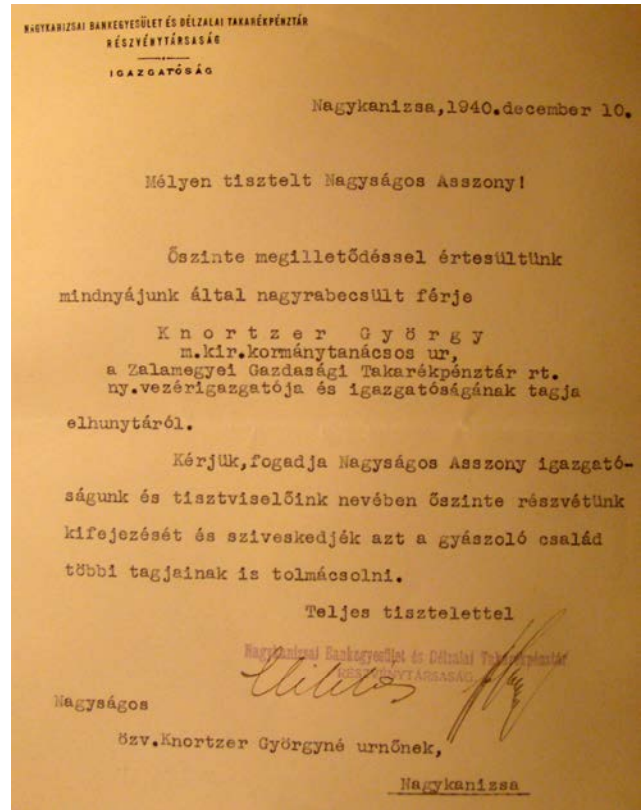 NAGYKANIZSAI BANKEGYESÜLET ÉS DÉLZALAI TAKARÉKPÉNZTÁR
RÉSZVÉNYTÁRSASÁG
IGAZGATÓSÁG
Nagykanizsa,1940.december 10.
Mélyen tisztelt Nagyságos Asszony!
Őszinte megilletődéssel értesültünk
mindnyájunk által nagyrabecsült férje
Knortzer György
m.kir.kormánytanácsos ur,
a Zalamegyei Gazdasági Takarékpénztár rt.
ny.vezérigazgatója és igazgatóságának tagja
elhunytáról.
Kérjük,fogadja Nagyságos Asszony igazgató-
ságunk és tisztviselőink nevében őszinte részvétünk
kifejezését és sziveskedjék azt a gyászoló család
többi tagjainak is tolmácsolni.
Teljes tisztelettel
Nagykanizsai Bankegyesület és Délzalai Takarékpénztár
RÉSZVÉNYTÁRSASÁG
Nagyságos
özv.Knortzer Györgyné urnőnek,
Nagykanizsa